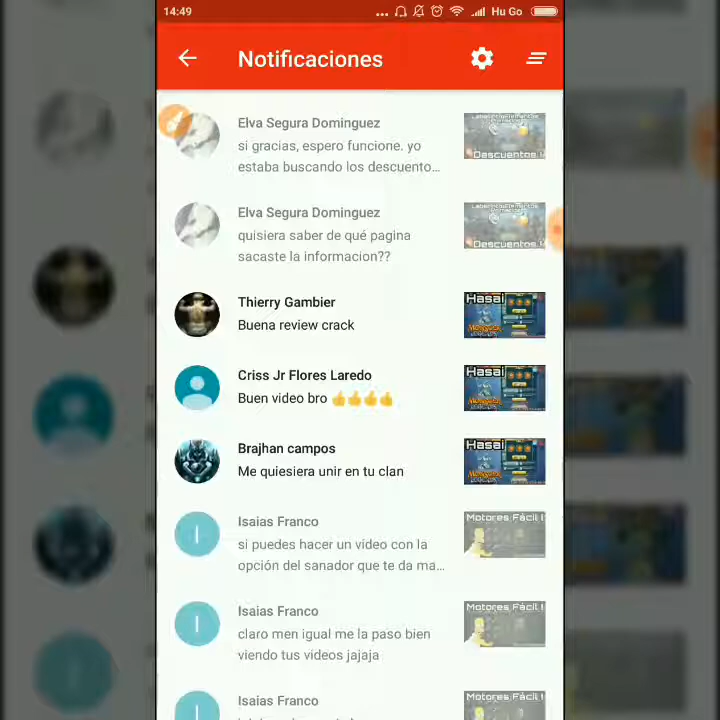 14:49
Hu Go
Notificaciones
Elva Segura Dominguez
si gracias, espero funcione. yo
estaba buscando los descuento...
Descuentos !
Elva Segura Dominguez
quisiera saber de qué pagina
sacaste la informacion??
Descuentos !
Thierry Gambier
Buena review crack
Hasai
Criss Jr Flores Laredo
Buen video bro 👍👍👍👍
Hasai
Brajhan campos
Me quiesiera unir en tu clan
Hasai
I
Isaias Franco
si puedes hacer un video con la
opción del sanador que te da ma...
Motores Fácil !
I
Isaias Franco
claro men igual me la paso bien
viendo tus videos jajaja
Motores Fácil !
Isaias Franco
Motores Fácil !